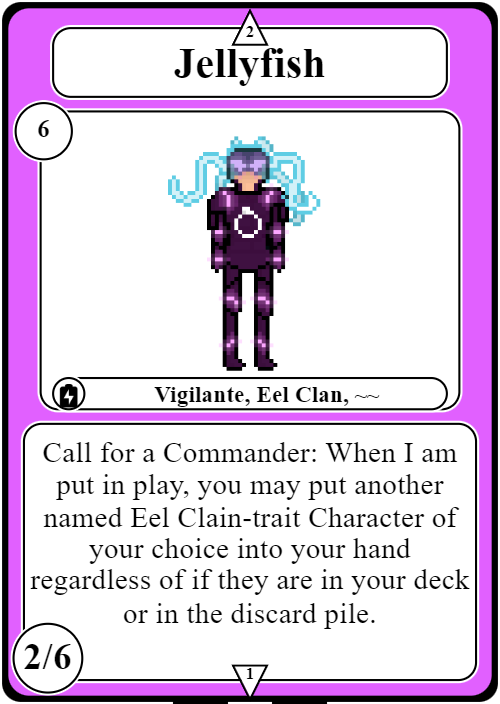 2
Jellyfish
6
Vigilante, Eel Clan, ~~
Call for a Commander: When I am
put in play, you may put another
named Eel Clain-trait Character of
your choice into your hand
regardless of if they are in your deck
or in the discard pile.
2/6
1